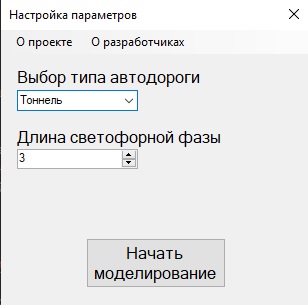 Настройка параметров
О проекте О разработчиках
Выбор типа автодороги
Тоннель
Длина светофорной фазы
3
Начать
моделирование